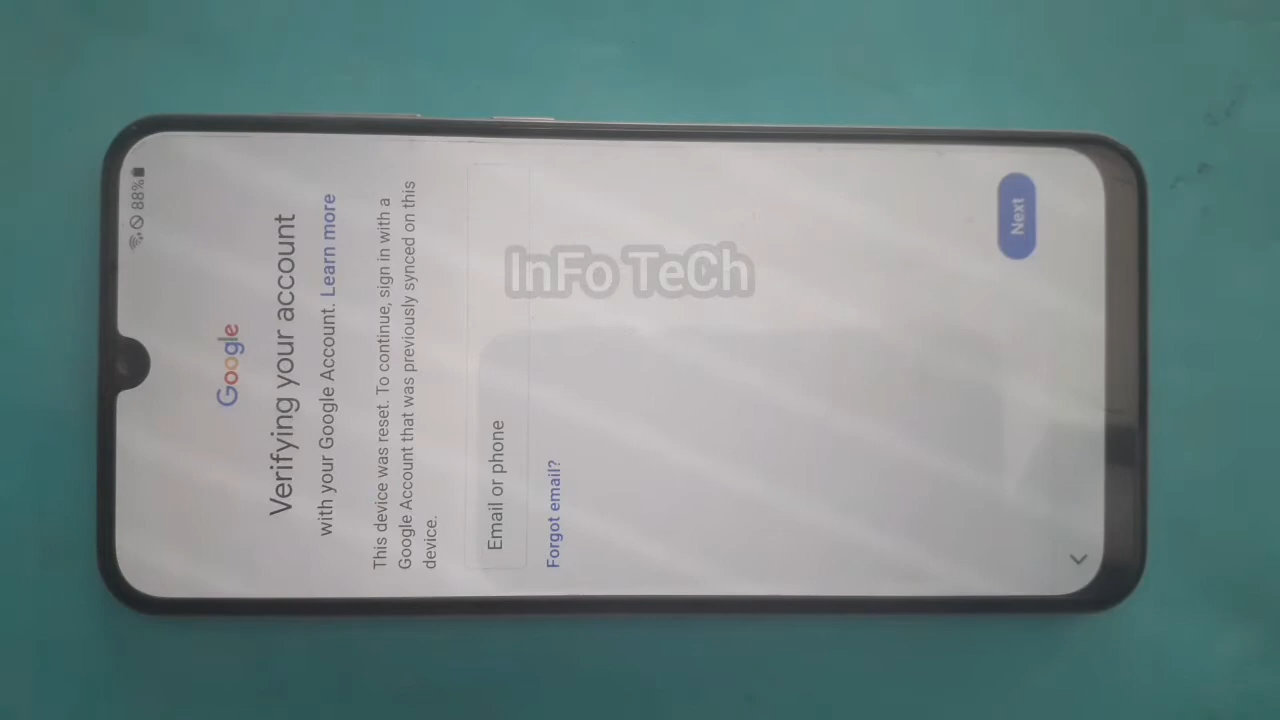 88%
Google
Verifying your account
with your Google Account. Learn more
This device was reset. To continue, sign in with a
Google Account that was previously synced on this
device.
Email or phone
Forgot email?
Next
InFo TeCh